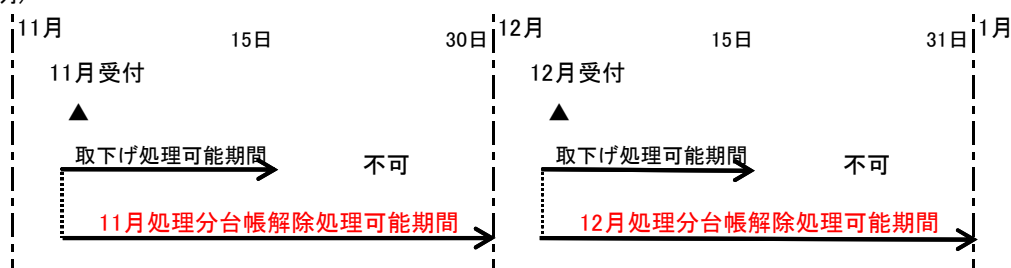 11月
15日
30日
12月
15日
31日
1月
11月受付
12月受付
▲
▲
取下げ処理可能期間
不可
取下げ処理可能期間
不可
11月処理分台帳解除処理可能期間
12月処理分台帳解除処理可能期間